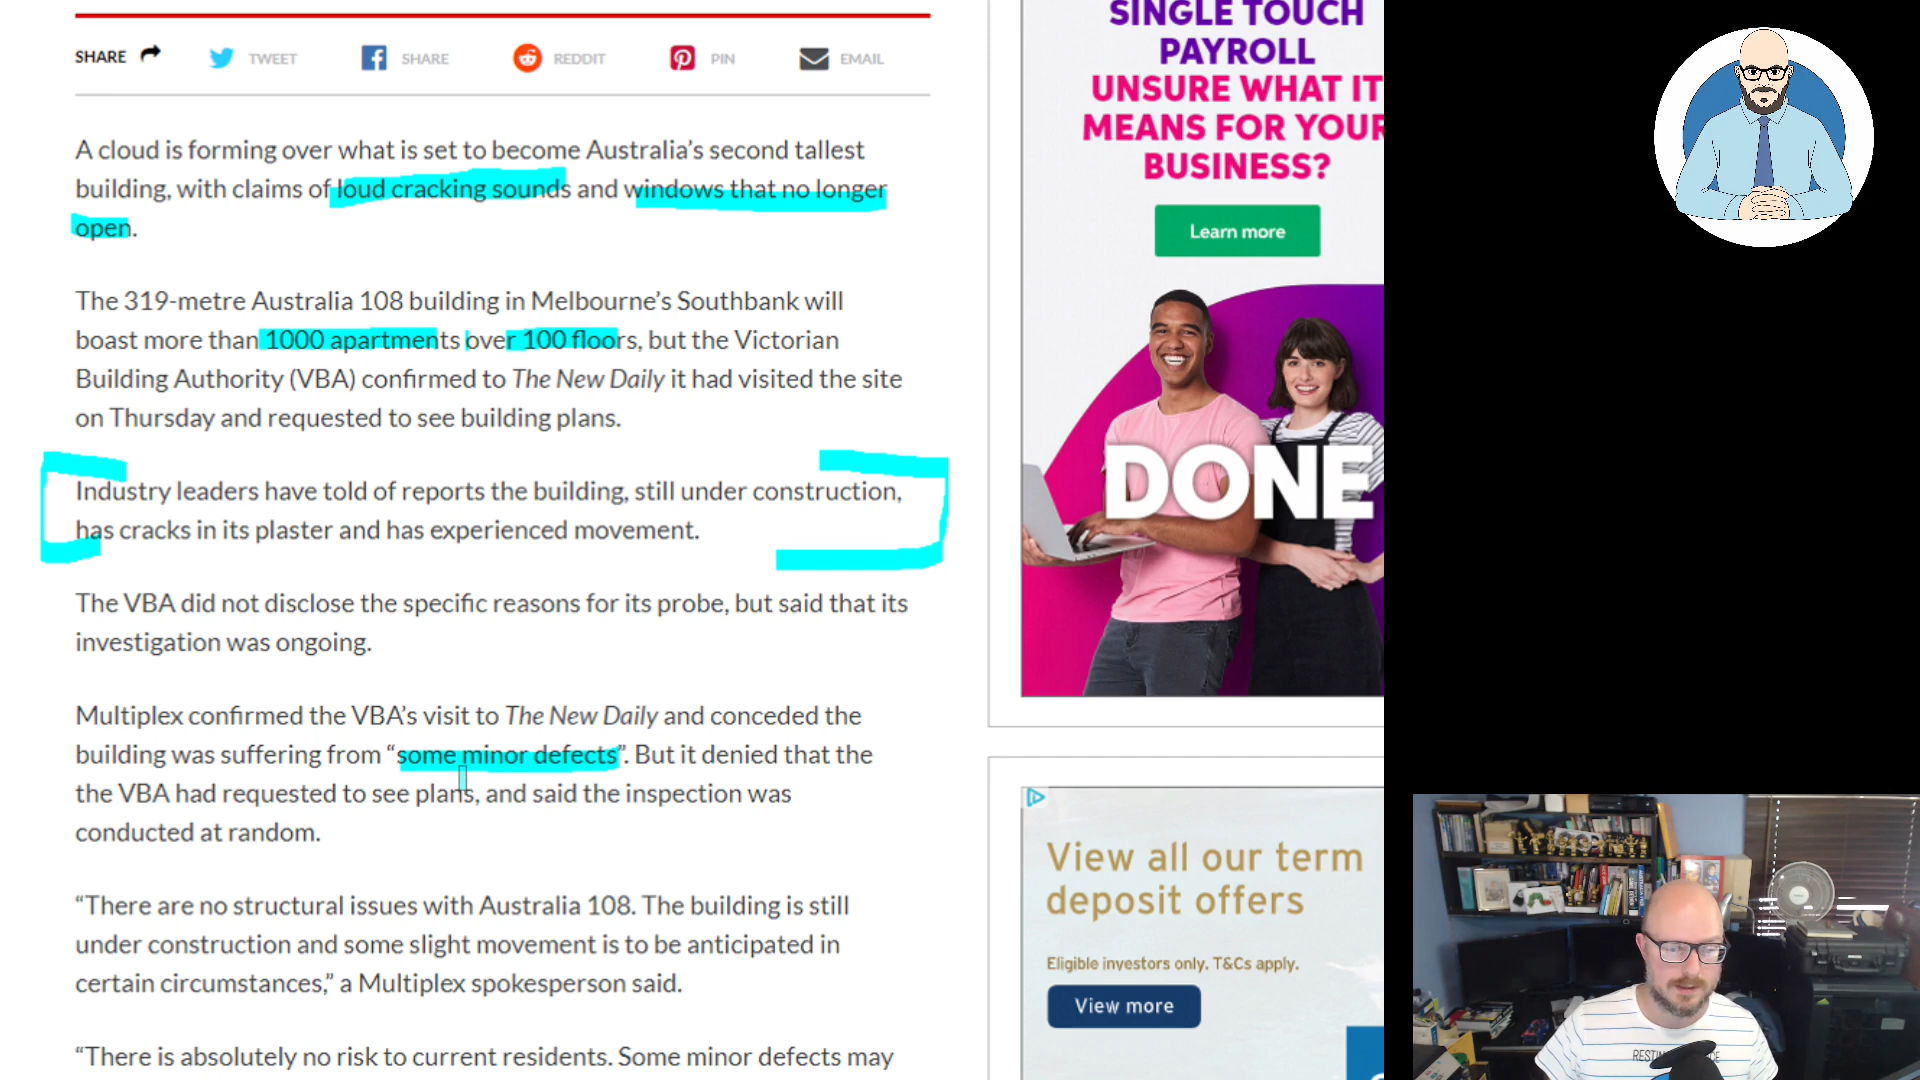 SHARE TWEET SHARE REDDIT PIN EMAIL
A cloud is forming over what is set to become Australia’s second tallest
building, with claims of loud cracking sounds and windows that no longer
open.
The 319-metre Australia 108 building in Melbourne’s Southbank will
boast more than 1000 apartments over 100 floors, but the Victorian
Building Authority (VBA) confirmed to The New Daily it had visited the site
on Thursday and requested to see building plans.
Industry leaders have told of reports the building, still under construction,
has cracks in its plaster and has experienced movement.
The VBA did not disclose the specific reasons for its probe, but said that its
investigation was ongoing.
Multiplex confirmed the VBA’s visit to The New Daily and conceded the
building was suffering from “some minor defects”. But it denied that the
the VBA had requested to see plans, and said the inspection was
conducted at random.
“There are no structural issues with Australia 108. The building is still
under construction and some slight movement is to be anticipated in
certain circumstances,” a Multiplex spokesperson said.
“There is absolutely no risk to current residents. Some minor defects may
SINGLE TOUCH
PAYROLL
UNSURE WHAT IT
MEANS FOR YOUR
BUSINESS?
Learn more
DONE
View all our term
deposit offers
Eligible investors only. T&Cs apply.
View more